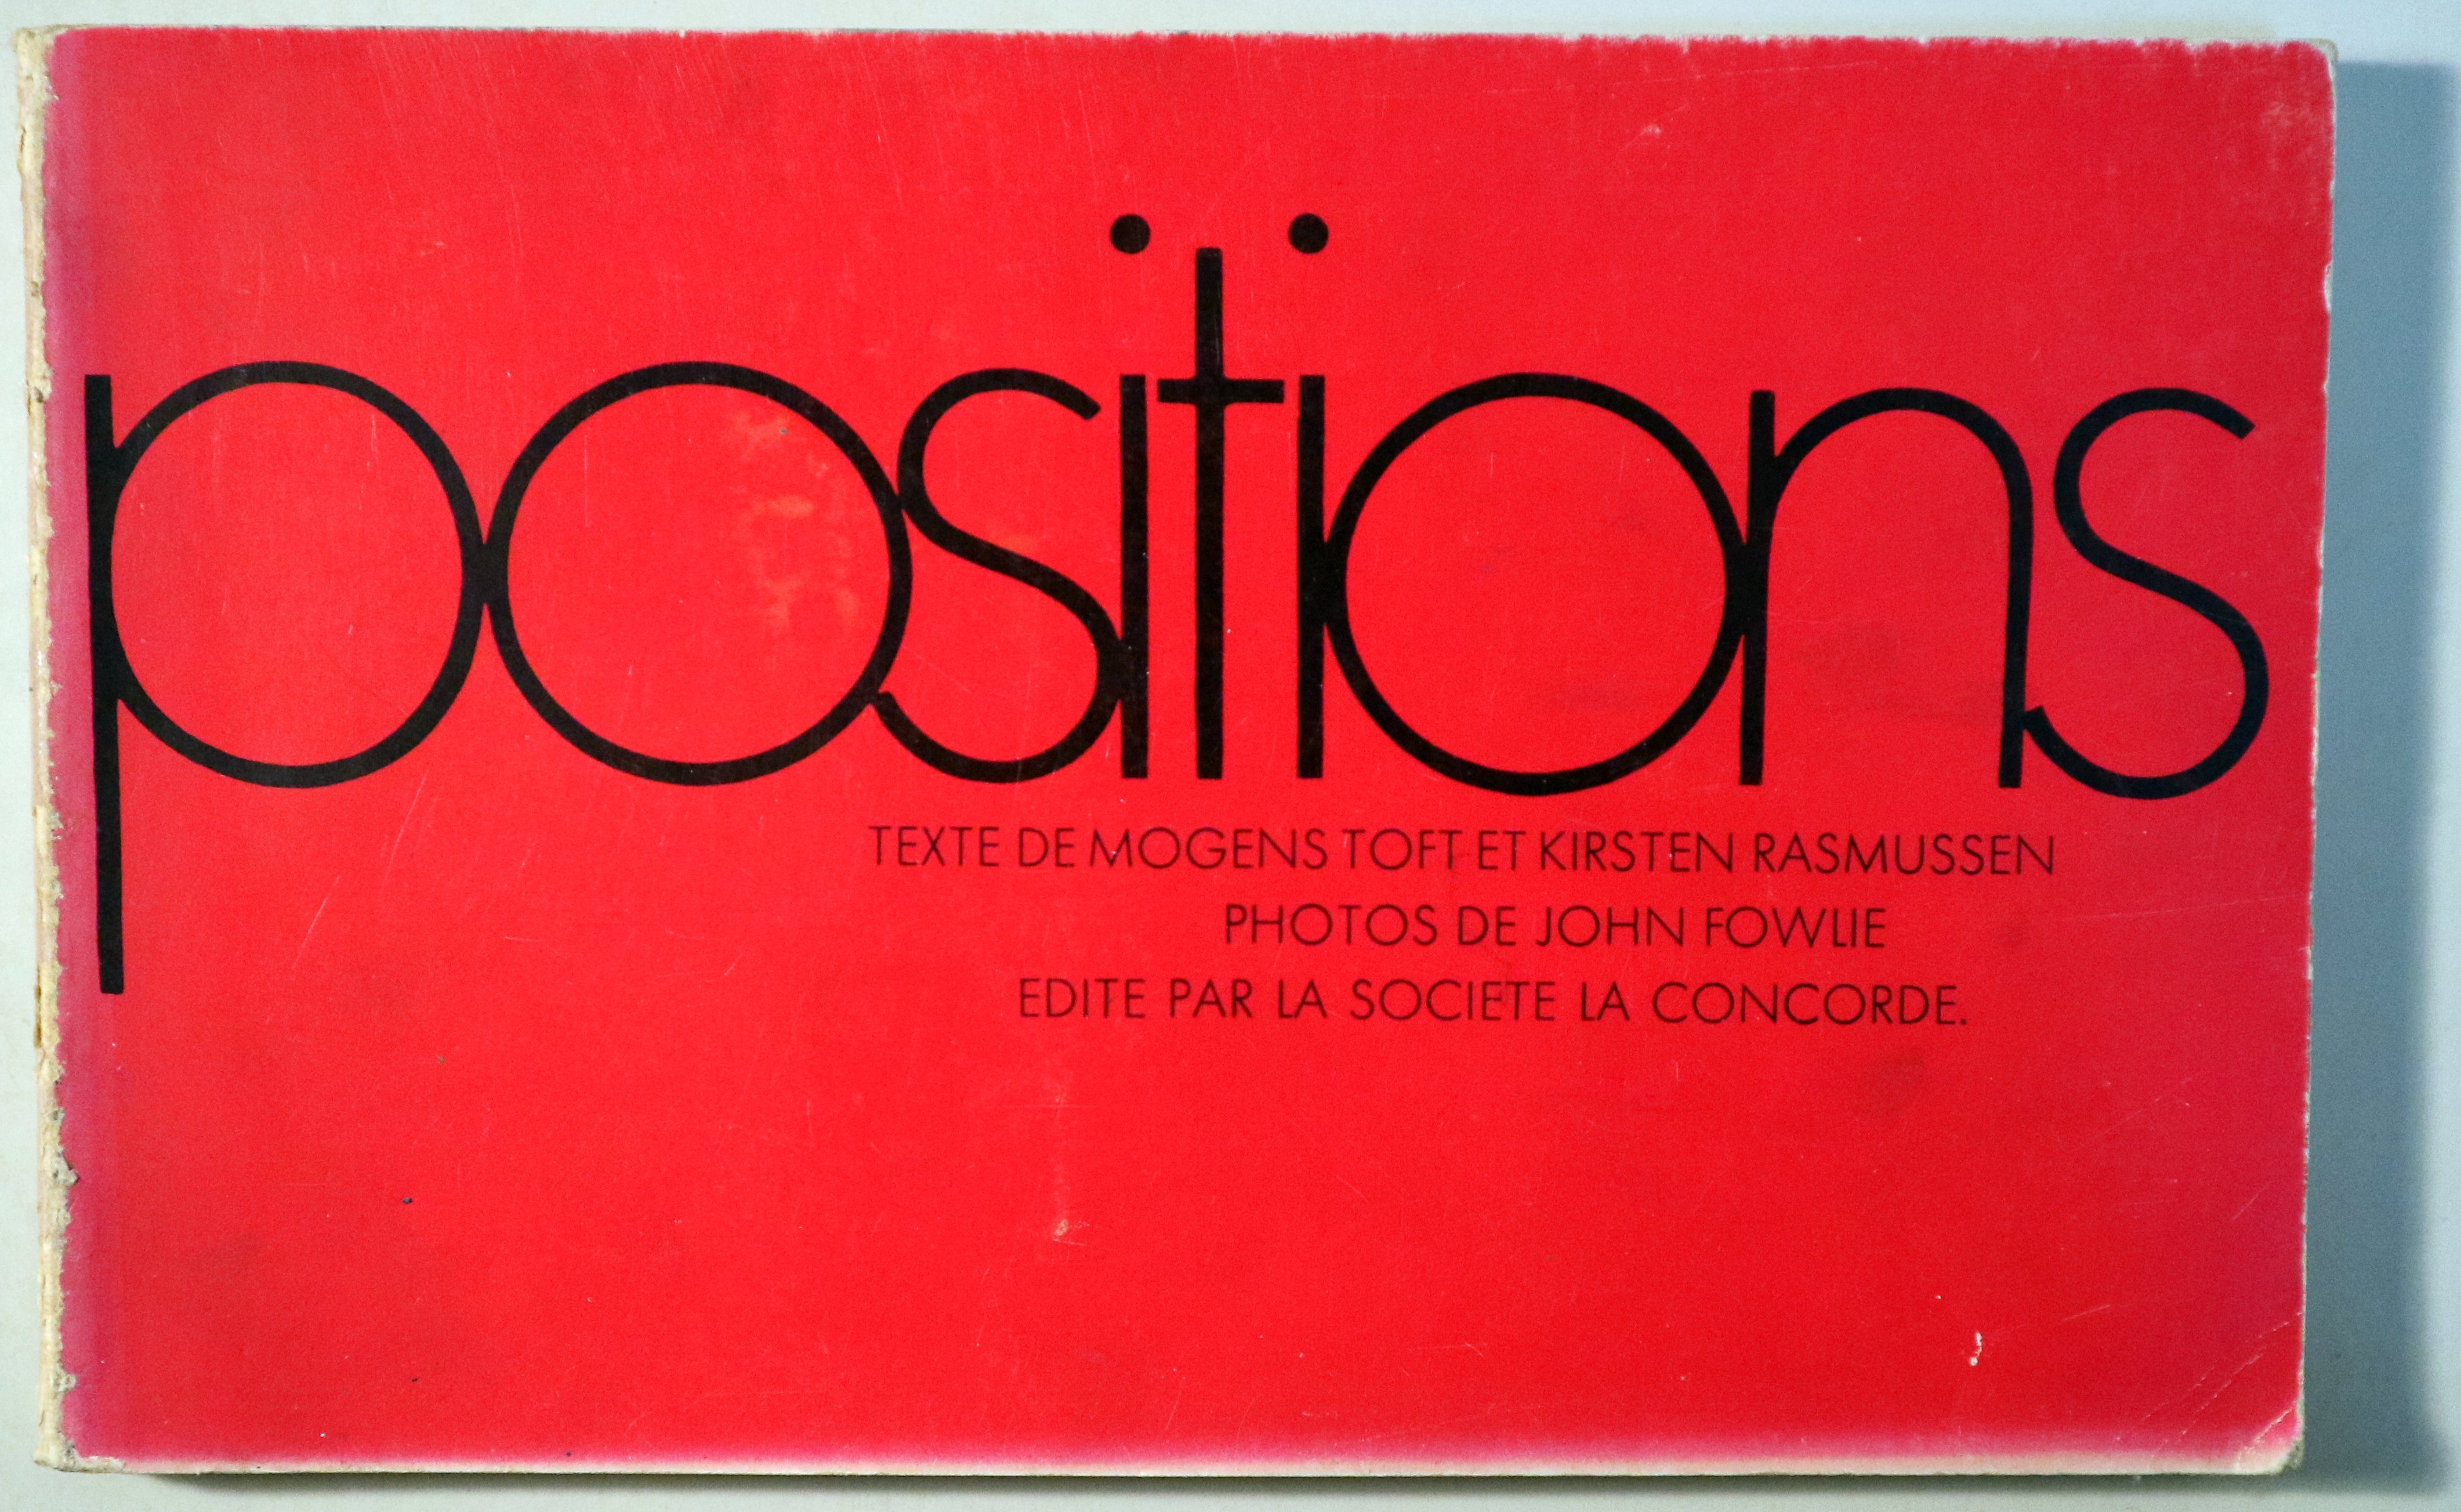 positions
TEXTE DE MOGENS TOFT ET KIRSTEN RASMUSSEN
PHOTOS DE JOHN FOWLIE
EDITE PAR LA SOCIETE LA CONCORDE.